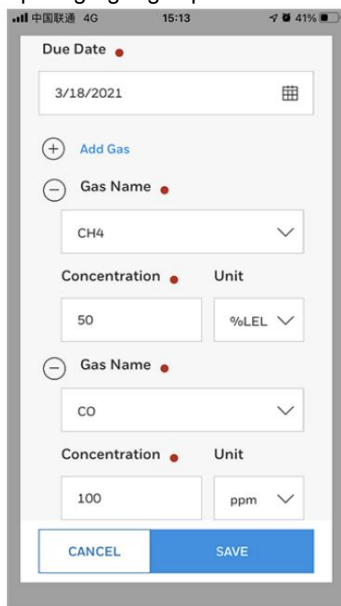 中国联通 4G 15:13 41%
Due Date
3/18/2021
Add Gas
Gas Name
CH4
Concentration Unit
50 %LEL
Gas Name
CO
Concentration Unit
100 ppm
CANCEL SAVE